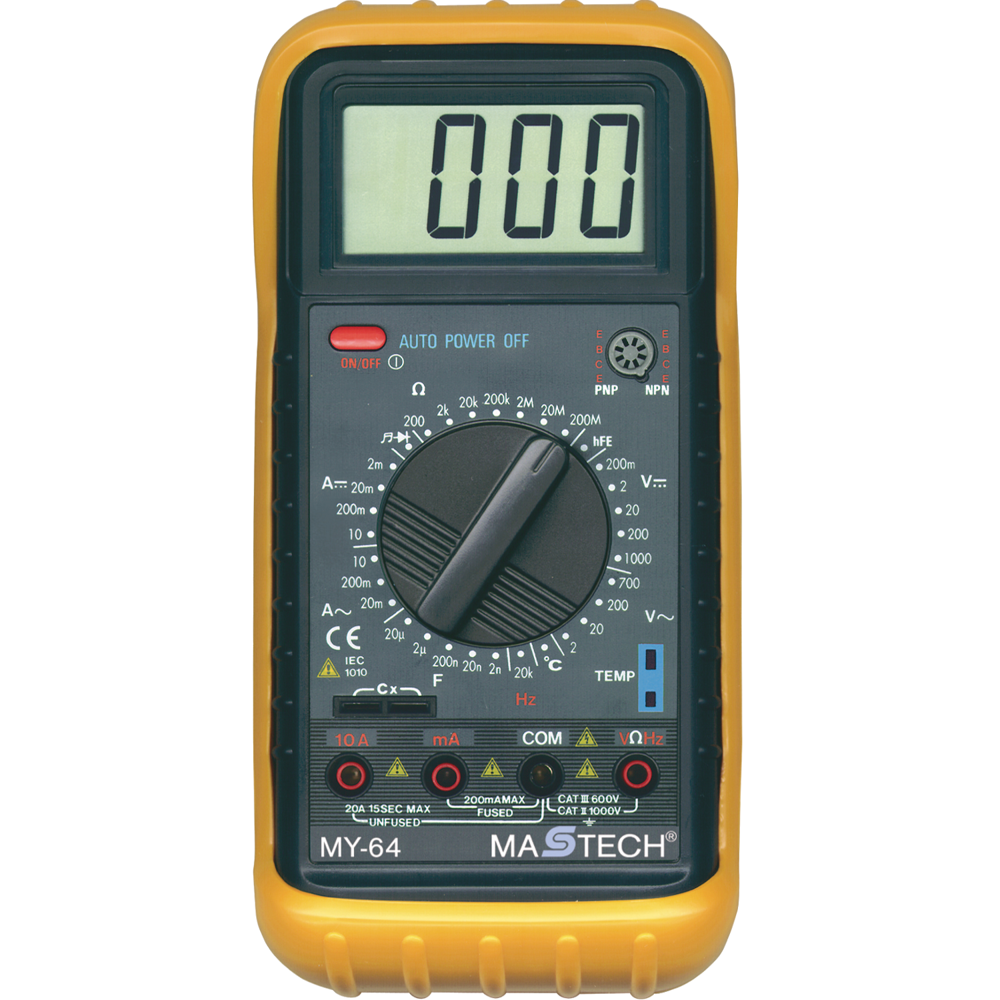 000
AUTO POWER OFF
ON/OFF
E E
B B
C C
E E
PNP NPN
Ω
200 2k 20k 200k 2M 20M 200M
hFE
2m
A 20m
200m
10
10
200m
A~ 20m
200m
2 V
20
200
1000
700
200
V~
20
2
20µ 2µ 200n 20n 2n 20k °C
F
Hz
CE
IEC
1010
Cx
TEMP
10A mA COM VΩHz
200mA MAX
FUSED
CAT III 600V
CAT II 1000V
20A 15SEC MAX
UNFUSED
MY-64 MASTECH®